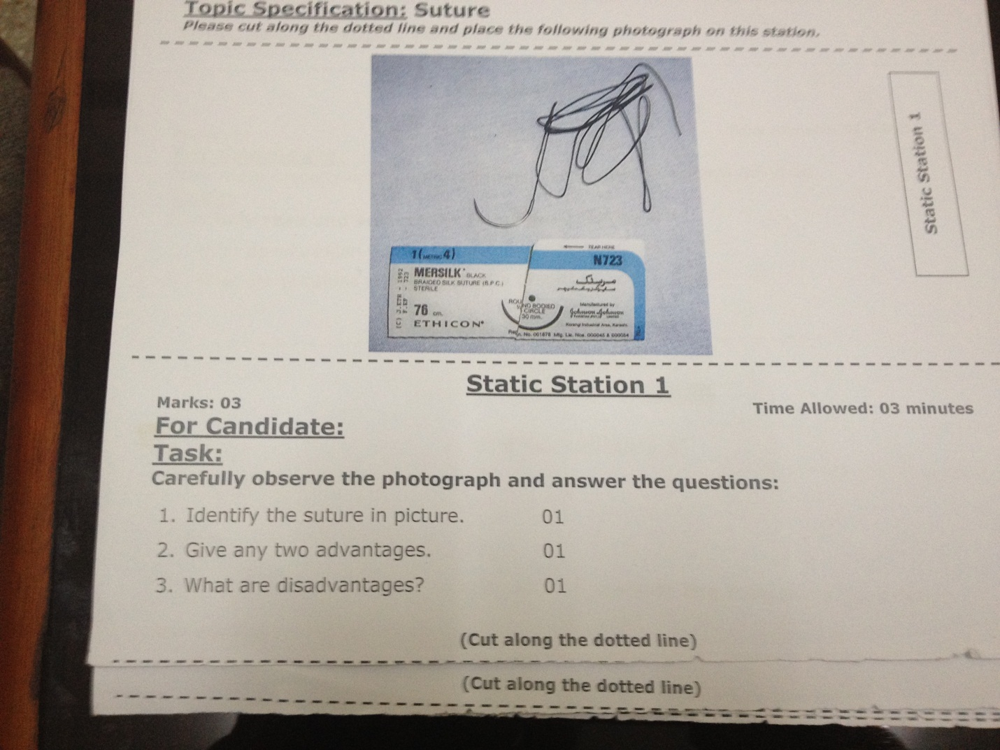 Topic Specification: Suture
Please cut along the dotted line and place the following photograph on this station.
Static Station 1
TEAR HERE
1(METRIC 4)
N723
MERSILK BLACK
BRAIDED SILK SUTURE (B.P.C.)
STERILE
ROUND BODIED
CIRCLE
30 mm.
76 cm.
ETHICON
Manufactured by
Johnson-Johnson
Korangi Industrial Area, Karachi.
Static Station 1
Marks: 03
Time Allowed: 03 minutes
For Candidate:
Task:
Carefully observe the photograph and answer the questions:
1. Identify the suture in picture. 01
2. Give any two advantages. 01
3. What are disadvantages? 01
(Cut along the dotted line)
(Cut along the dotted line)